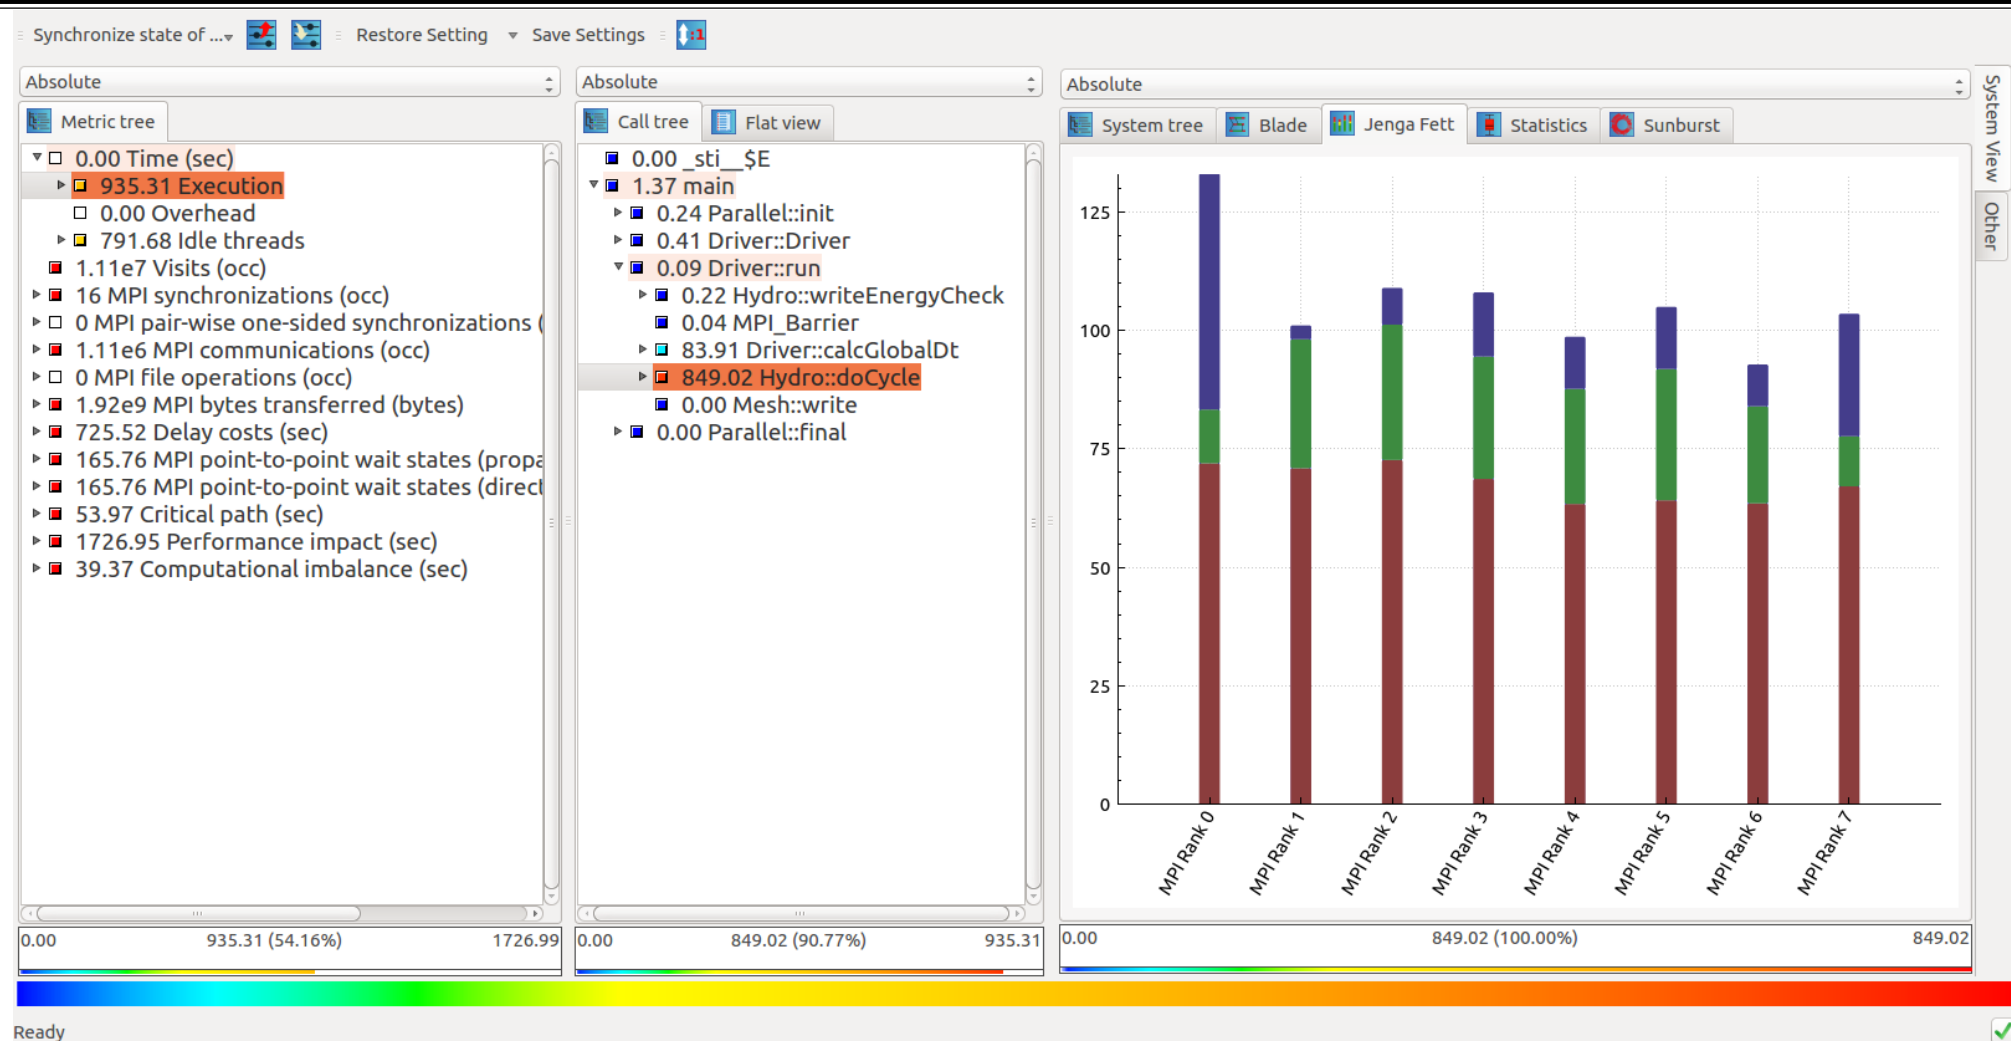 Synchronize state of ... Restore Setting Save Settings
Absolute
Metric tree
0.00 Time (sec)
935.31 Execution
0.00 Overhead
791.68 Idle threads
1.11e7 Visits (occ)
16 MPI synchronizations (occ)
0 MPI pair-wise one-sided synchronizations (
1.11e6 MPI communications (occ)
0 MPI file operations (occ)
1.92e9 MPI bytes transferred (bytes)
725.52 Delay costs (sec)
165.76 MPI point-to-point wait states (propa
165.76 MPI point-to-point wait states (direct
53.97 Critical path (sec)
1726.95 Performance impact (sec)
39.37 Computational imbalance (sec)
0.00 935.31 (54.16%) 1726.99
Absolute
Call tree Flat view
0.00 _sti__$E
1.37 main
0.24 Parallel::init
0.41 Driver::Driver
0.09 Driver::run
0.22 Hydro::writeEnergyCheck
0.04 MPI_Barrier
83.91 Driver::calcGlobalDt
849.02 Hydro::doCycle
0.00 Mesh::write
0.00 Parallel::final
0.00 849.02 (90.77%) 935.31
Absolute
System tree Blade Jenga Fett Statistics Sunburst
125
100
75
50
25
0
MPI Rank 0
MPI Rank 1
MPI Rank 2
MPI Rank 3
MPI Rank 4
MPI Rank 5
MPI Rank 6
MPI Rank 7
0.00 849.02 (100.00%) 849.02
System View
Other
Ready